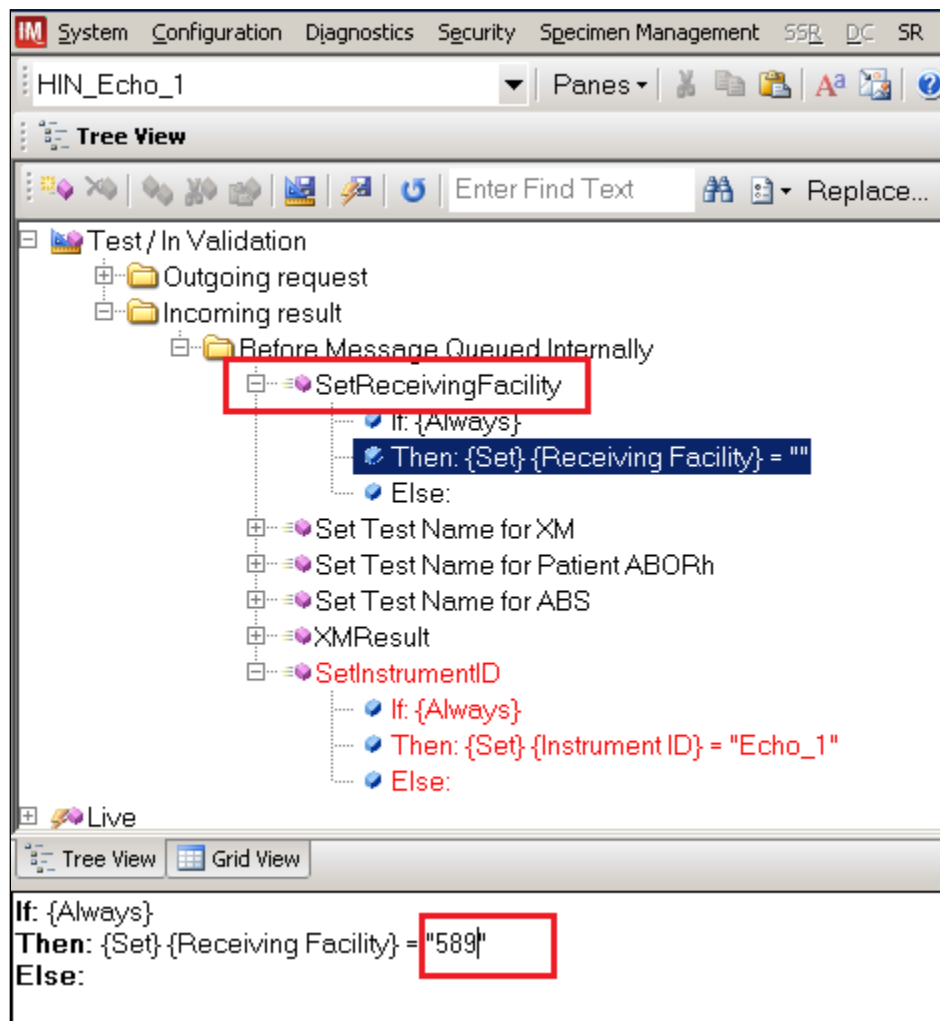 IM System Configuration Diagnostics Security Specimen Management SSR DC SR
HIN_Echo_1 Panes Aa ?
Tree View
Enter Find Text Replace...
Test / In Validation
Outgoing request
Incoming result
Before Message Queued Internally
SetReceivingFacility
If: {Always}
Then: {Set} {Receiving Facility} = ""
Else:
Set Test Name for XM
Set Test Name for Patient ABORh
Set Test Name for ABS
XMResult
SetInstrumentID
If: {Always}
Then: {Set} {Instrument ID} = "Echo_1"
Else:
Live
Tree View Grid View
If: {Always}
Then: {Set} {Receiving Facility} = "589"
Else: